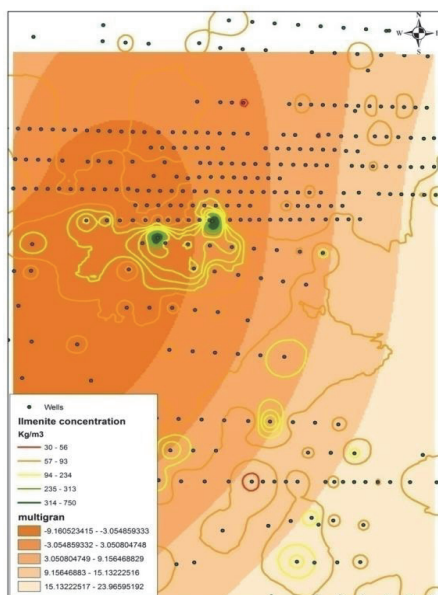 N
W E
S
Wells
Ilmenite concentration
Kg/m3
30 - 56
57 - 93
94 - 234
235 - 313
314 - 750
multigran
-9.160523415 - -3.054859333
-3.054859332 - 3.050804748
3.050804749 - 9.156468829
9.15646883 - 15.13222516
15.13222517 - 23.96595192